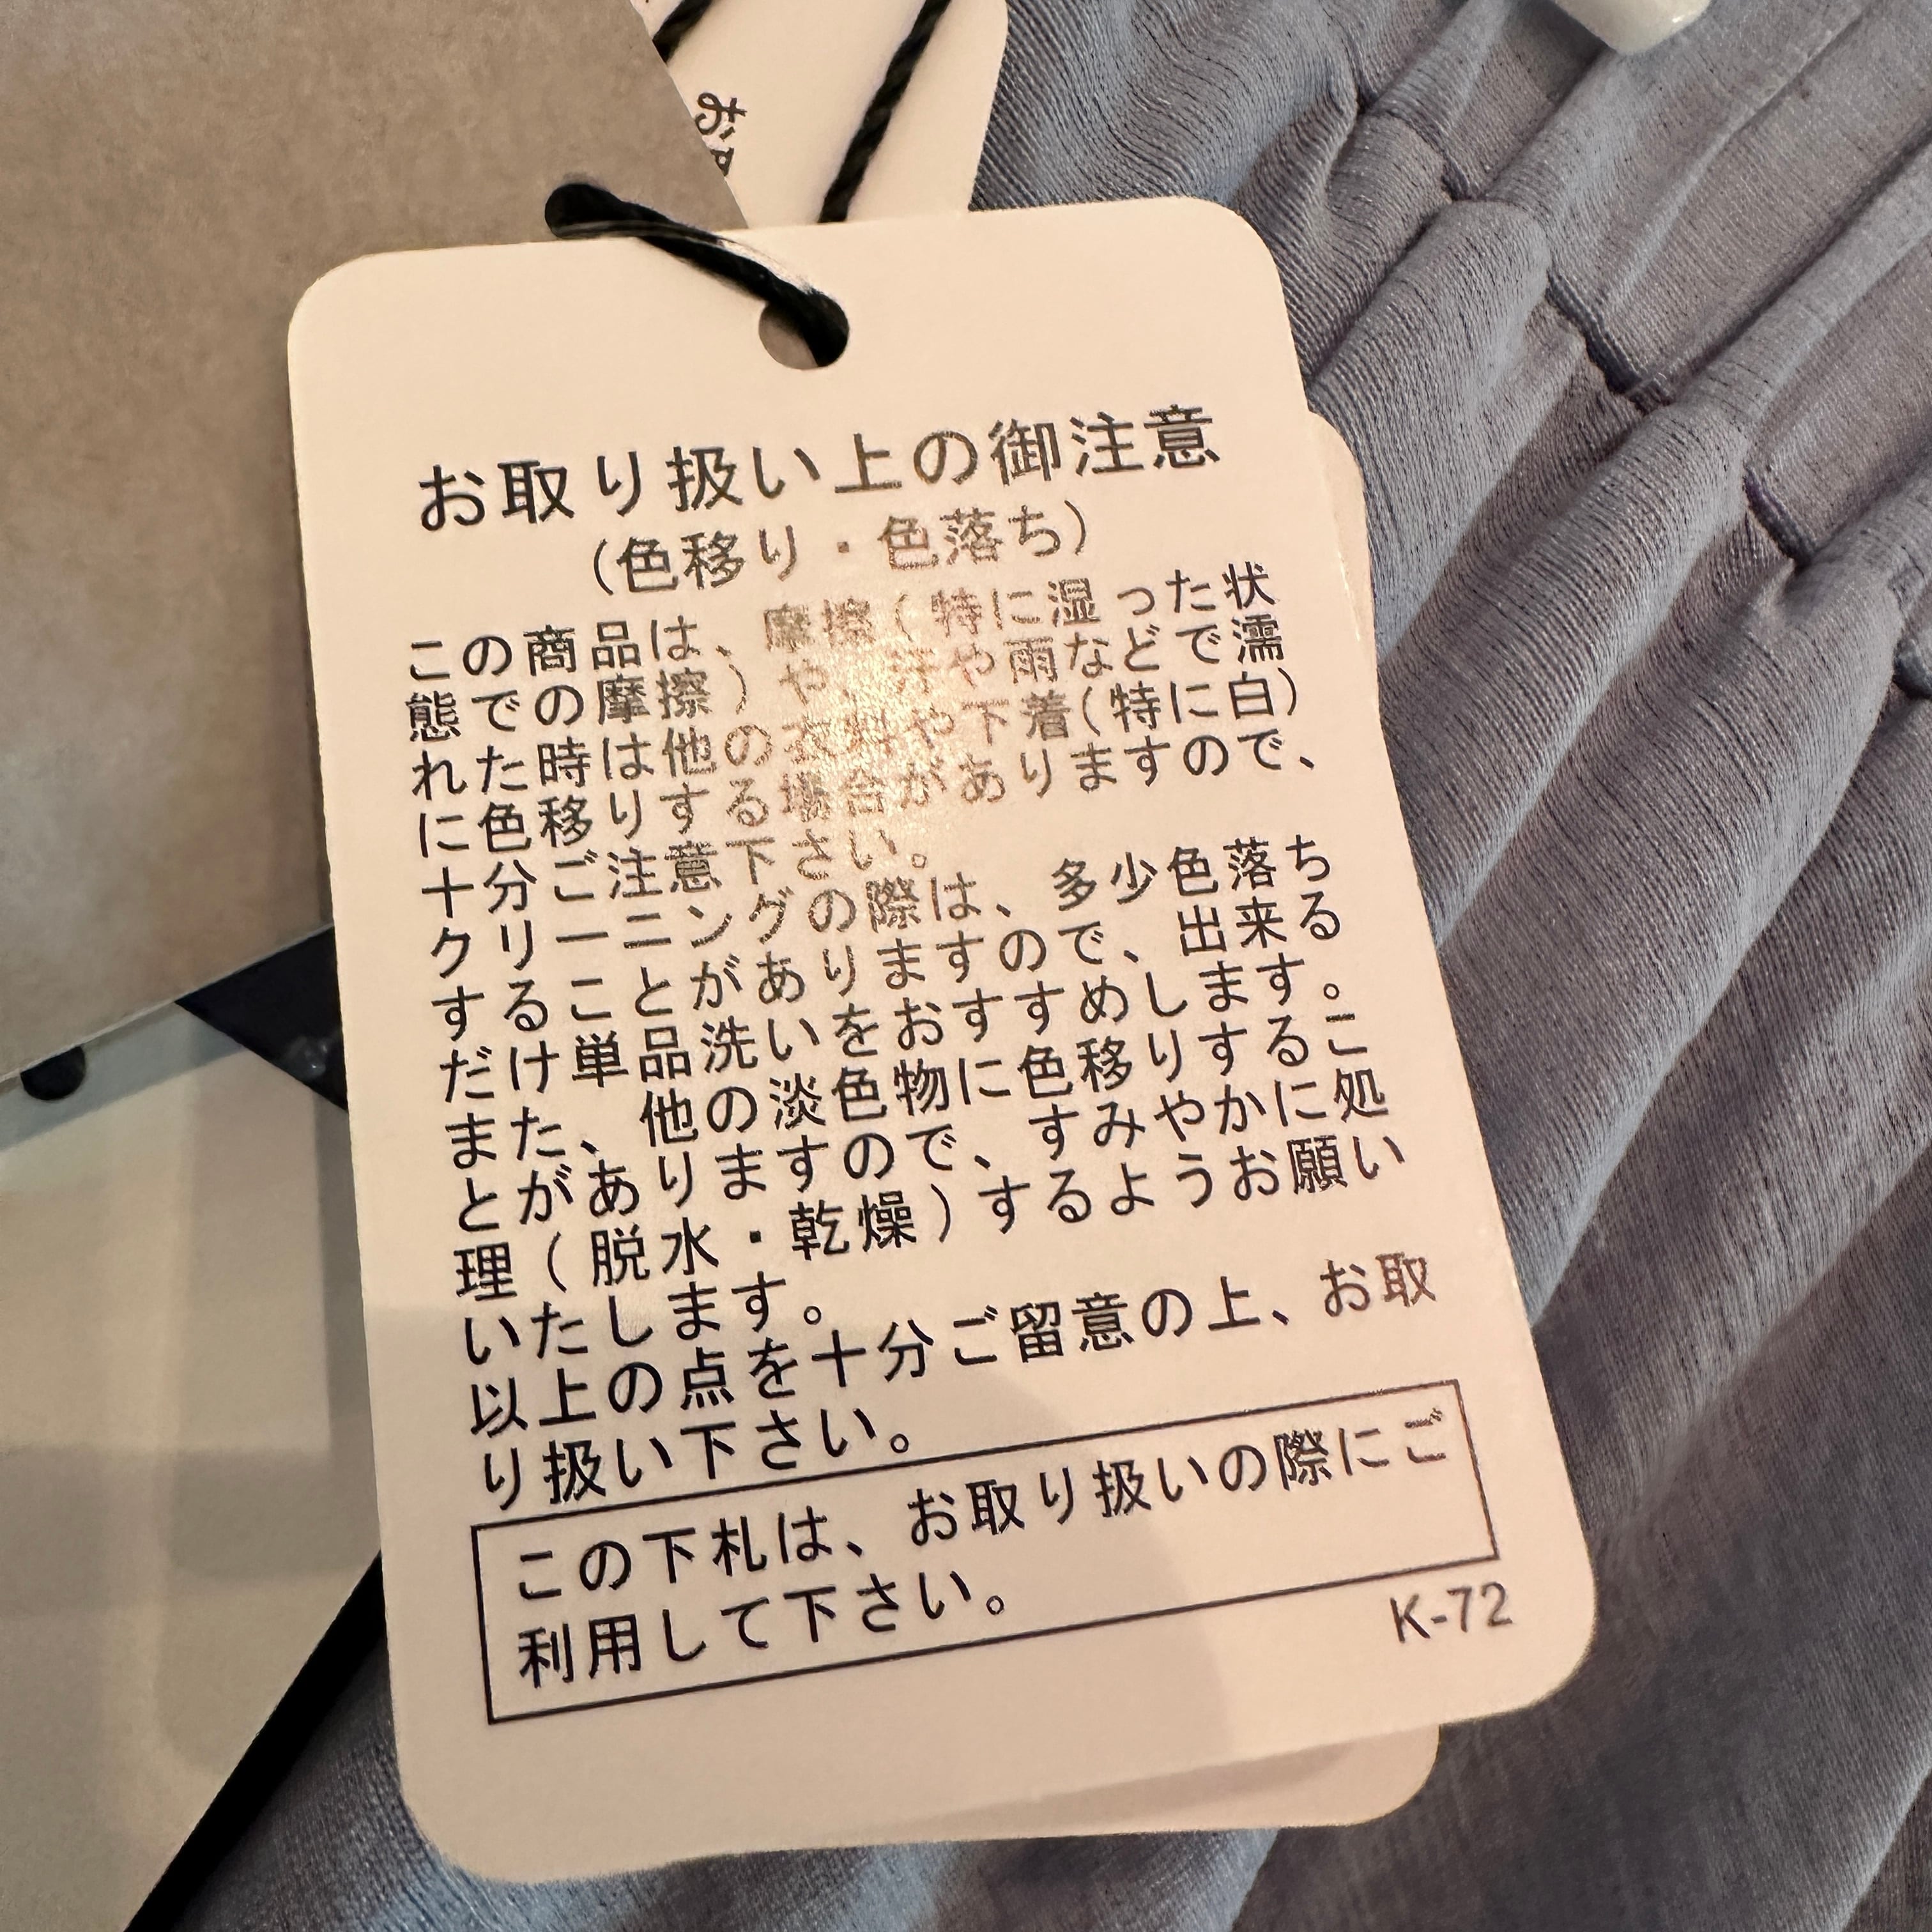 お取り扱い上の御注意
(色移り・色落ち)
この商品は、摩擦(特に湿った状
態での摩擦)や、汗や雨などで濡
れた時は他の衣料や下着(特に白)
に色移りする場合がありますので、
十分ご注意下さい。
クリーニングの際は、多少色落ち
することがありますので、出来る
だけ単品洗いをおすすめします。
また、他の淡色物に色移りするこ
とがありますので、すみやかに処
理(脱水・乾燥)するようお願い
いたします。
以上の点を十分ご留意の上、お取
り扱い下さい。
この下札は、お取り扱いの際にご
利用して下さい。
K-72